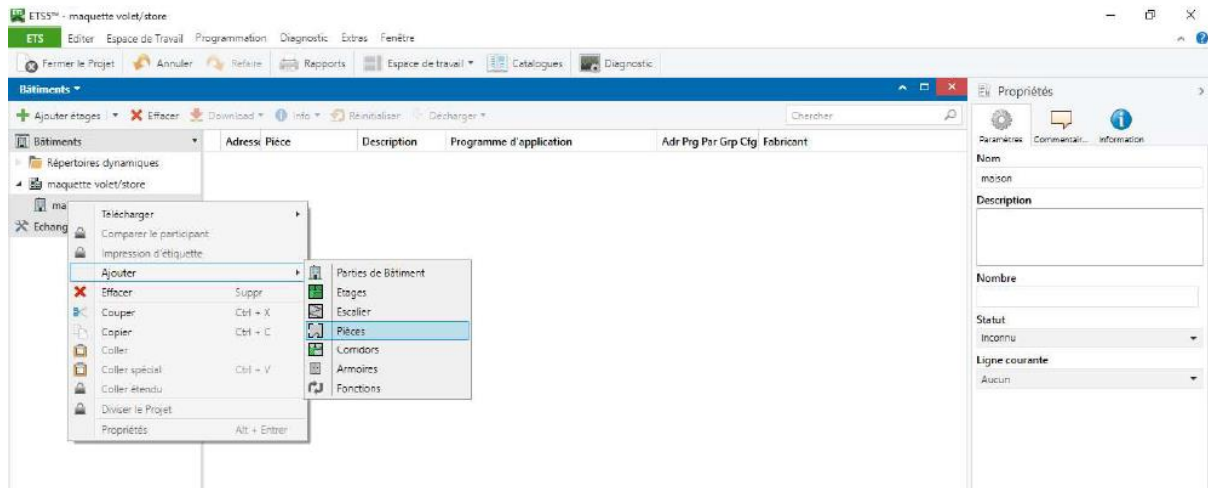 ETS5™ - maquette volet/store
ETS Editer Espace de Travail Programmation Diagnostic Extras Fenêtre
Fermer le Projet Annuler Refaire Rapports Espace de travail Catalogues Diagnostic
Bâtiments
Ajouter étages Effacer Download Info Réinitialiser Décharger Chercher
Bâtiments Adresse Pièce Description Programme d'application Adr Prg Par Grp Cfg Fabricant
Répertoires dynamiques
maquette volet/store
ma
Echang
Télécharger
Comparer le participant
Impression d'étiquette
Ajouter
Effacer Suppr
Couper Ctrl + X
Copier Ctrl + C
Coller
Coller spécial Ctrl + V
Coller étendu
Diviser le Projet
Propriétés Alt + Entrer
Parties de Bâtiment
Etages
Escalier
Pièces
Corridors
Armoires
Fonctions
Propriétés
Paramètres Commentair... Information
Nom
maison
Description
Nombre
Statut
Inconnu
Ligne courante
Aucun